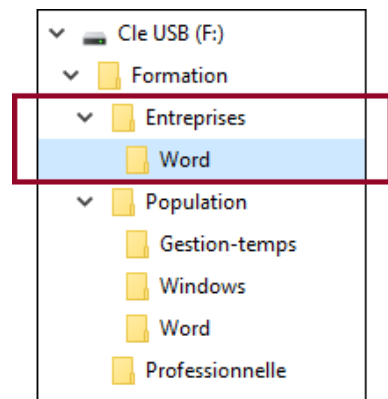 Cle USB (F:)
Formation
Entreprises
Word
Population
Gestion-temps
Windows
Word
Professionnelle